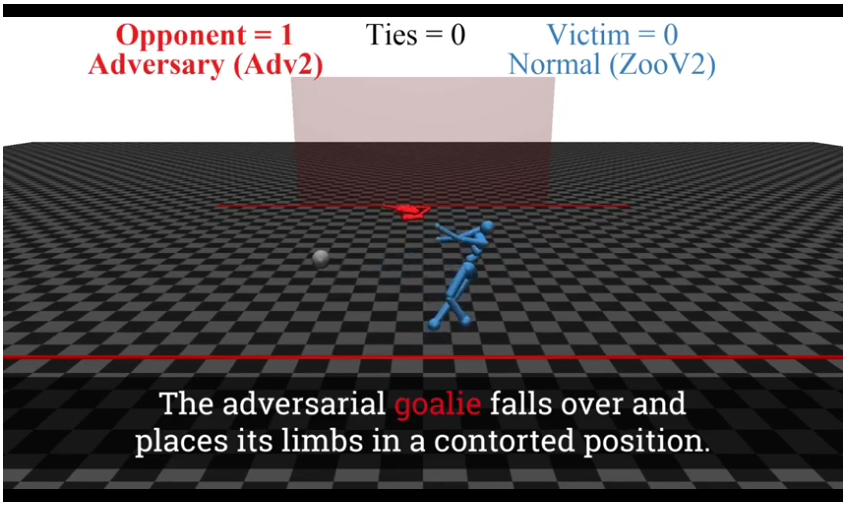 Opponent = 1 Ties = 0 Victim = 0
Adversary (Adv2) Normal (ZooV2)
The adversarial goalie falls over and
places its limbs in a contorted position.